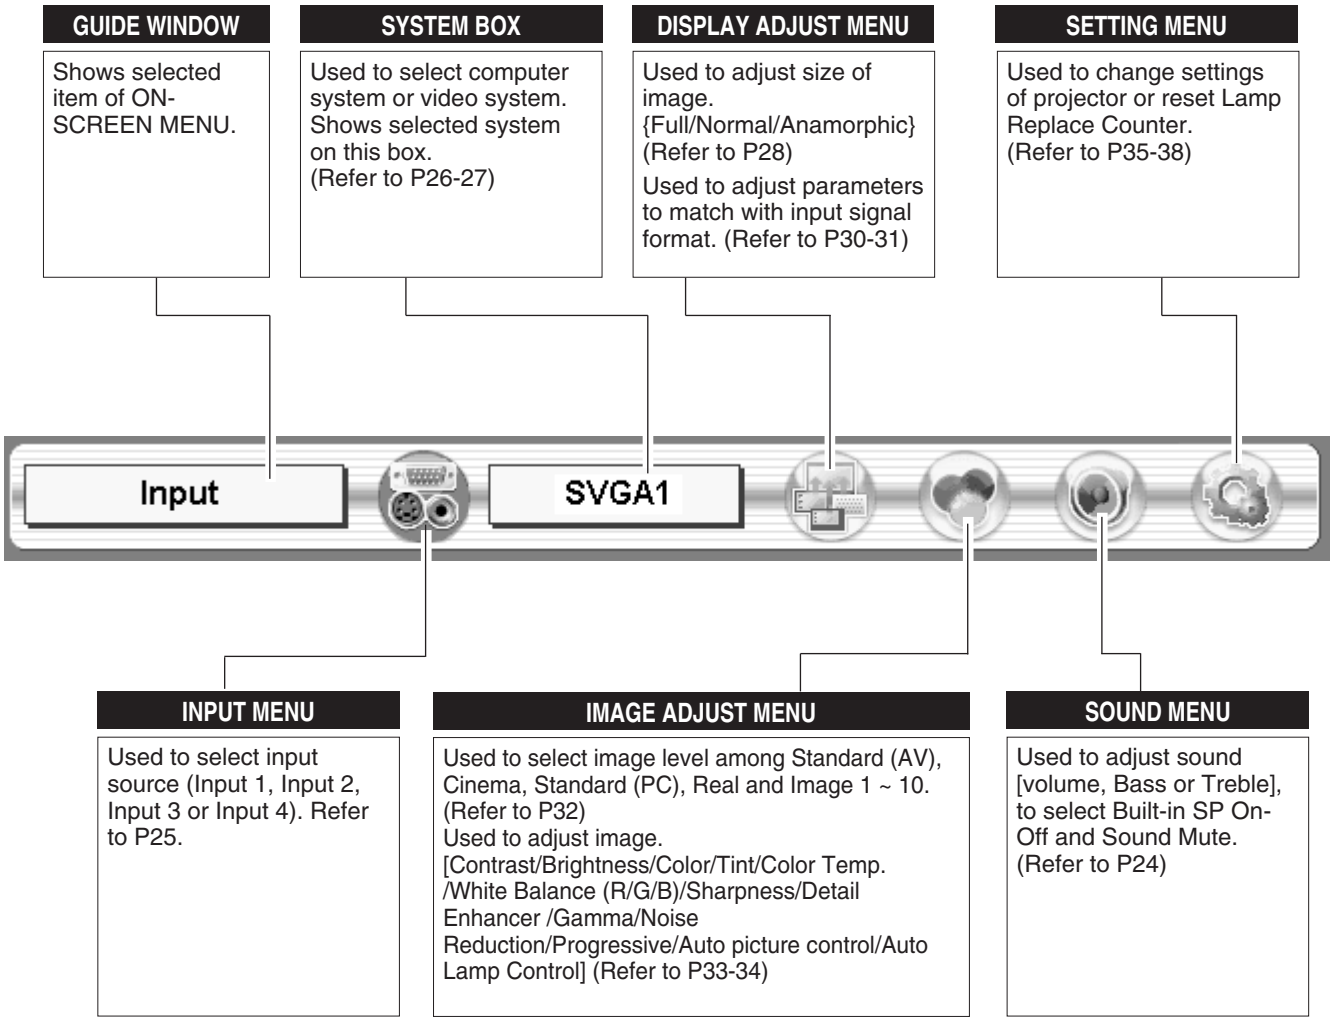 GUIDE WINDOW
Shows selected
item of ON-
SCREEN MENU.
SYSTEM BOX
Used to select computer
system or video system.
Shows selected system
on this box.
(Refer to P26-27)
DISPLAY ADJUST MENU
Used to adjust size of
image.
{Full/Normal/Anamorphic}
(Refer to P28)
Used to adjust parameters
to match with input signal
format. (Refer to P30-31)
SETTING MENU
Used to change settings
of projector or reset Lamp
Replace Counter.
(Refer to P35-38)
Input
SVGA1
INPUT MENU
Used to select input
source (Input 1, Input 2,
Input 3 or Input 4). Refer
to P25.
IMAGE ADJUST MENU
Used to select image level among Standard (AV),
Cinema, Standard (PC), Real and Image 1 ~ 10.
(Refer to P32)
Used to adjust image.
[Contrast/Brightness/Color/Tint/Color Temp.
/White Balance (R/G/B)/Sharpness/Detail
Enhancer /Gamma/Noise
Reduction/Progressive/Auto picture control/Auto
Lamp Control] (Refer to P33-34)
SOUND MENU
Used to adjust sound
[volume, Bass or Treble],
to select Built-in SP On-
Off and Sound Mute.
(Refer to P24)